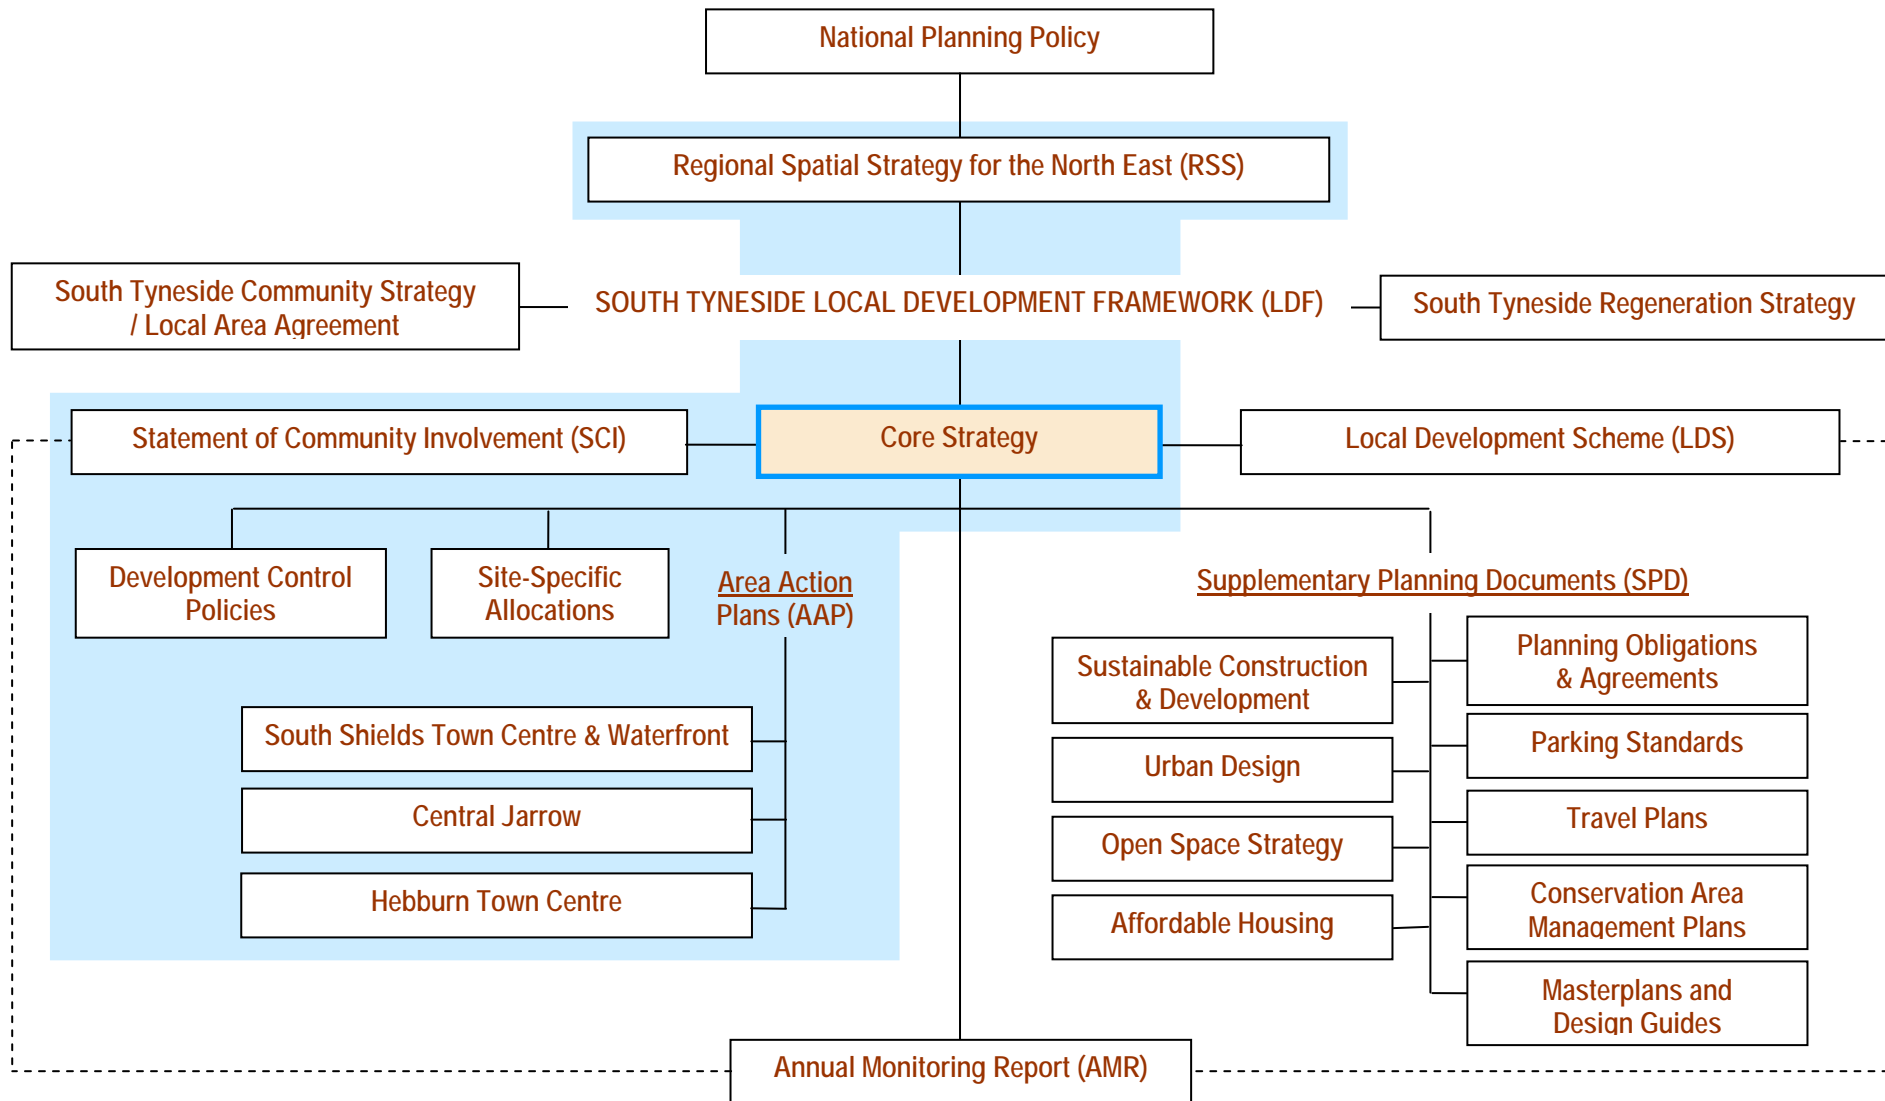 National Planning Policy
Regional Spatial Strategy for the North East (RSS)
South Tyneside Community Strategy
/ Local Area Agreement
SOUTH TYNESIDE LOCAL DEVELOPMENT FRAMEWORK (LDF)
South Tyneside Regeneration Strategy
Statement of Community Involvement (SCI)
Core Strategy
Local Development Scheme (LDS)
Development Control
Policies
Site-Specific
Allocations
Area Action
Plans (AAP)
South Shields Town Centre & Waterfront
Central Jarrow
Hebburn Town Centre
Supplementary Planning Documents (SPD)
Sustainable Construction
& Development
Urban Design
Open Space Strategy
Affordable Housing
Planning Obligations
& Agreements
Parking Standards
Travel Plans
Conservation Area
Management Plans
Masterplans and
Design Guides
Annual Monitoring Report (AMR)